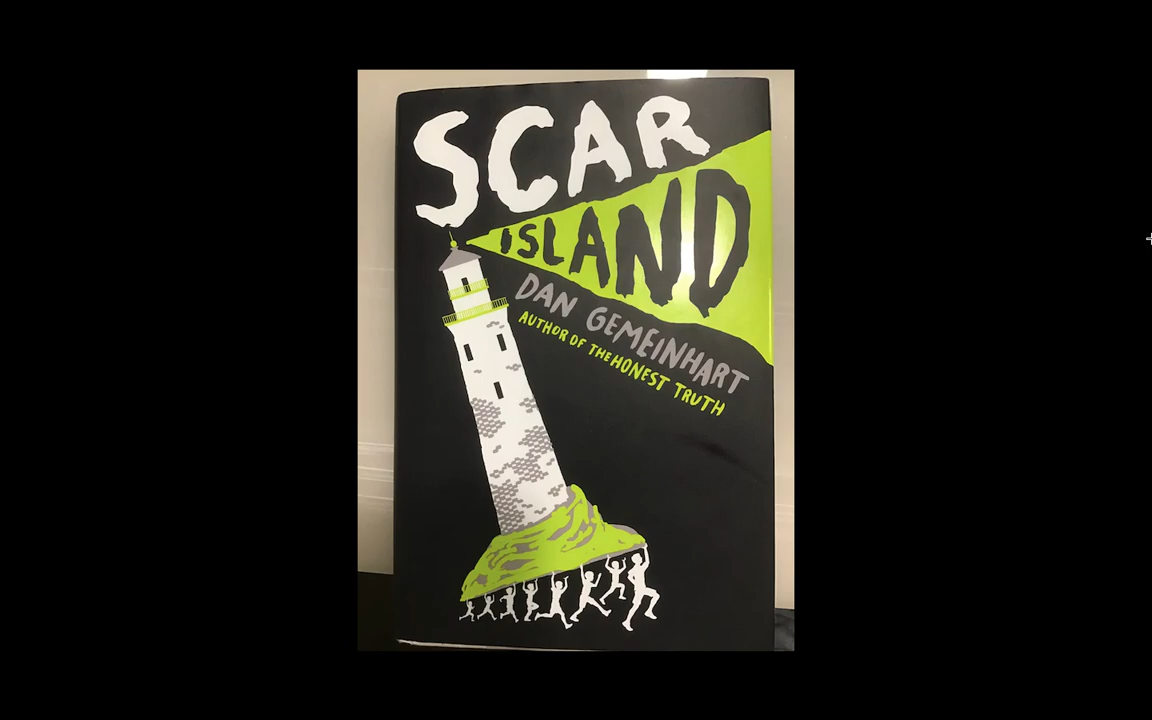 SCAR
ISLAND
DAN GEMEINHART
AUTHOR OF THE HONEST TRUTH